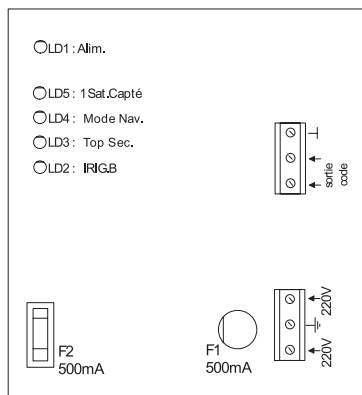 LD1 : Alim.
LD5 : 1Sat.Capté
LD4 : Mode Nav.
LD3 : Top Sec.
LD2 : IRIG.B
sortie
code
F2
500mA
F1
500mA
220V
220V